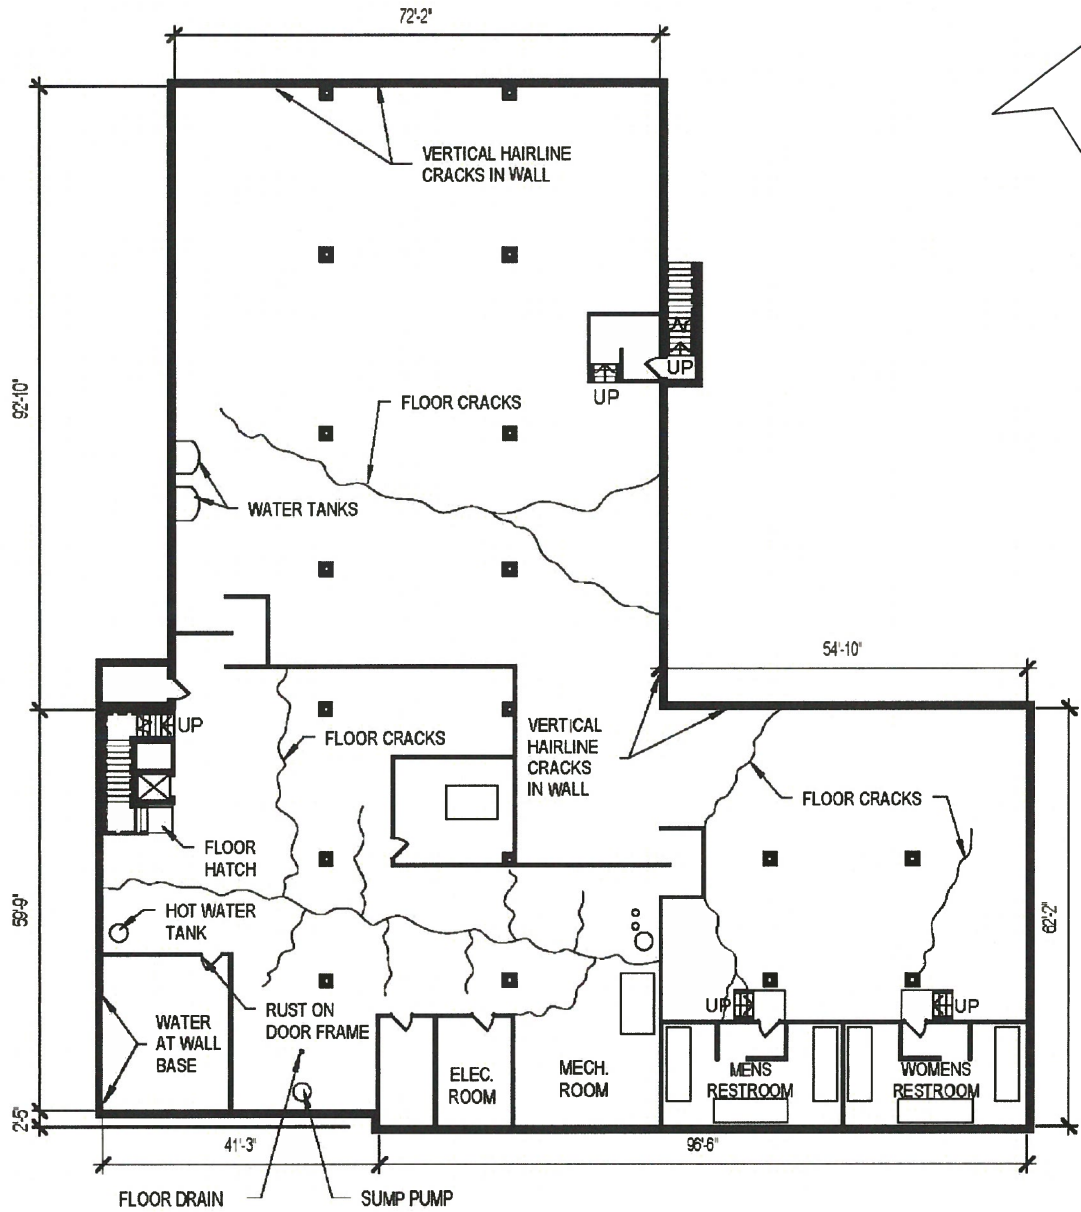 72'-2"
VERTICAL HAIRLINE
CRACKS IN WALL
92'-10"
UP
UP
FLOOR CRACKS
WATER TANKS
54'-10"
UP
FLOOR CRACKS
VERTICAL
HAIRLINE
CRACKS
IN WALL
FLOOR CRACKS
FLOOR
HATCH
59'-9"
HOT WATER
TANK
62'-2"
RUST ON
DOOR FRAME
WATER
AT WALL
BASE
UP
UP
ELEC.
ROOM
MECH.
ROOM
MENS
RESTROOM
WOMENS
RESTROOM
2'-5"
41'-3"
96'-6"
FLOOR DRAIN
SUMP PUMP